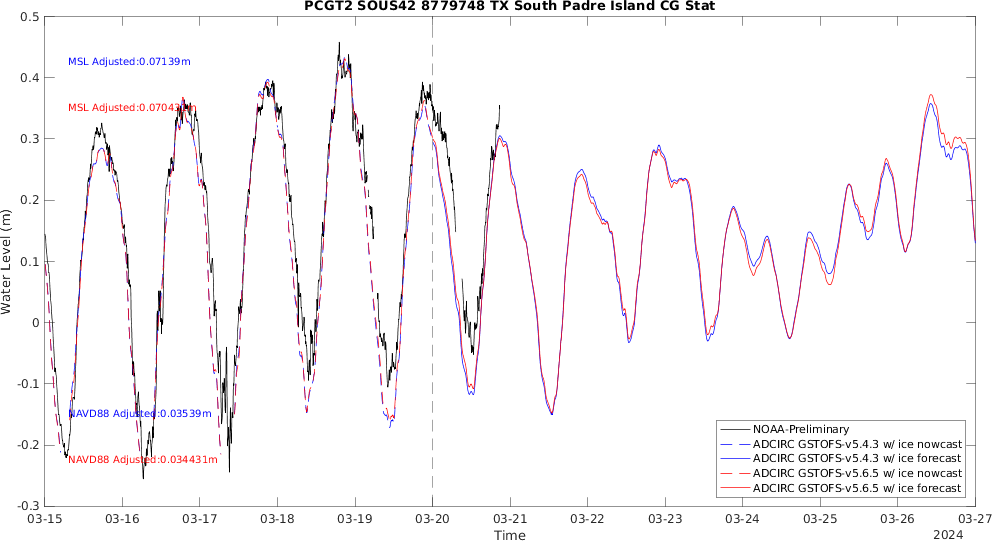 PCGT2 SOUS42 8779748 TX South Padre Island CG Stat
0.5
0.4
0.3
0.2
0.1
0
-0.1
-0.2
-0.3
Water Level (m)
MSL Adjusted:0.07139m
MSL Adjusted:0.070431m
NAVD88 Adjusted:0.03539m
NAVD88 Adjusted:0.034431m
NOAA-Preliminary
ADCIRC GSTOFS-v5.4.3 w/ ice nowcast
ADCIRC GSTOFS-v5.4.3 w/ ice forecast
ADCIRC GSTOFS-v5.6.5 w/ ice nowcast
ADCIRC GSTOFS-v5.6.5 w/ ice forecast
03-15 03-16 03-17 03-18 03-19 03-20 03-21 03-22 03-23 03-24 03-25 03-26 03-27
Time
2024